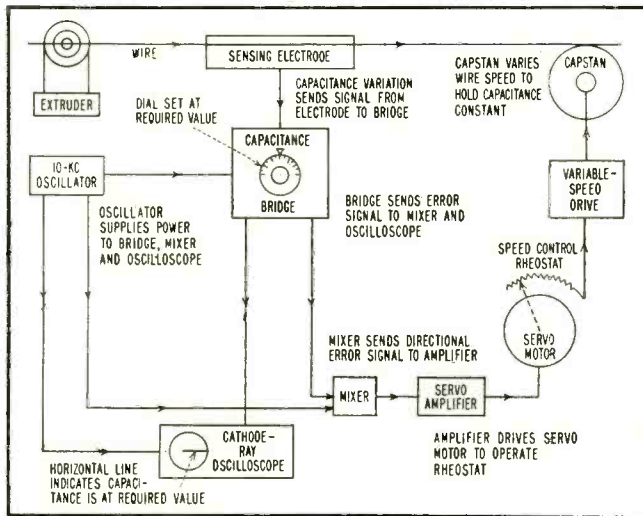 WIRE
SENSING ELECTRODE
EXTRUDER
CAPACITANCE VARIATION
SENDS SIGNAL FROM
ELECTRODE TO BRIDGE
CAPSTAN VARIES
WIRE SPEED TO
HOLD CAPACITANCE
CONSTANT
CAPSTAN
DIAL SET AT
REQUIRED VALUE
CAPACITANCE
BRIDGE
10-KC
OSCILLATOR
OSCILLATOR
SUPPLIES POWER
TO BRIDGE, MIXER
AND OSCILLOSCOPE
BRIDGE SENDS ERROR
SIGNAL TO MIXER AND
OSCILLOSCOPE
VARIABLE-
SPEED
DRIVE
SPEED CONTROL
RHEOSTAT
SERVO
MOTOR
MIXER SENDS DIRECTIONAL
ERROR SIGNAL TO AMPLIFIER
MIXER
SERVO
AMPLIFIER
CATHODE-
RAY
OSCILLOSCOPE
AMPLIFIER DRIVES SERVO
MOTOR TO OPERATE
RHEOSTAT
HORIZONTAL LINE
INDICATES CAPACI-
TANCE IS AT REQUIRED VALUE